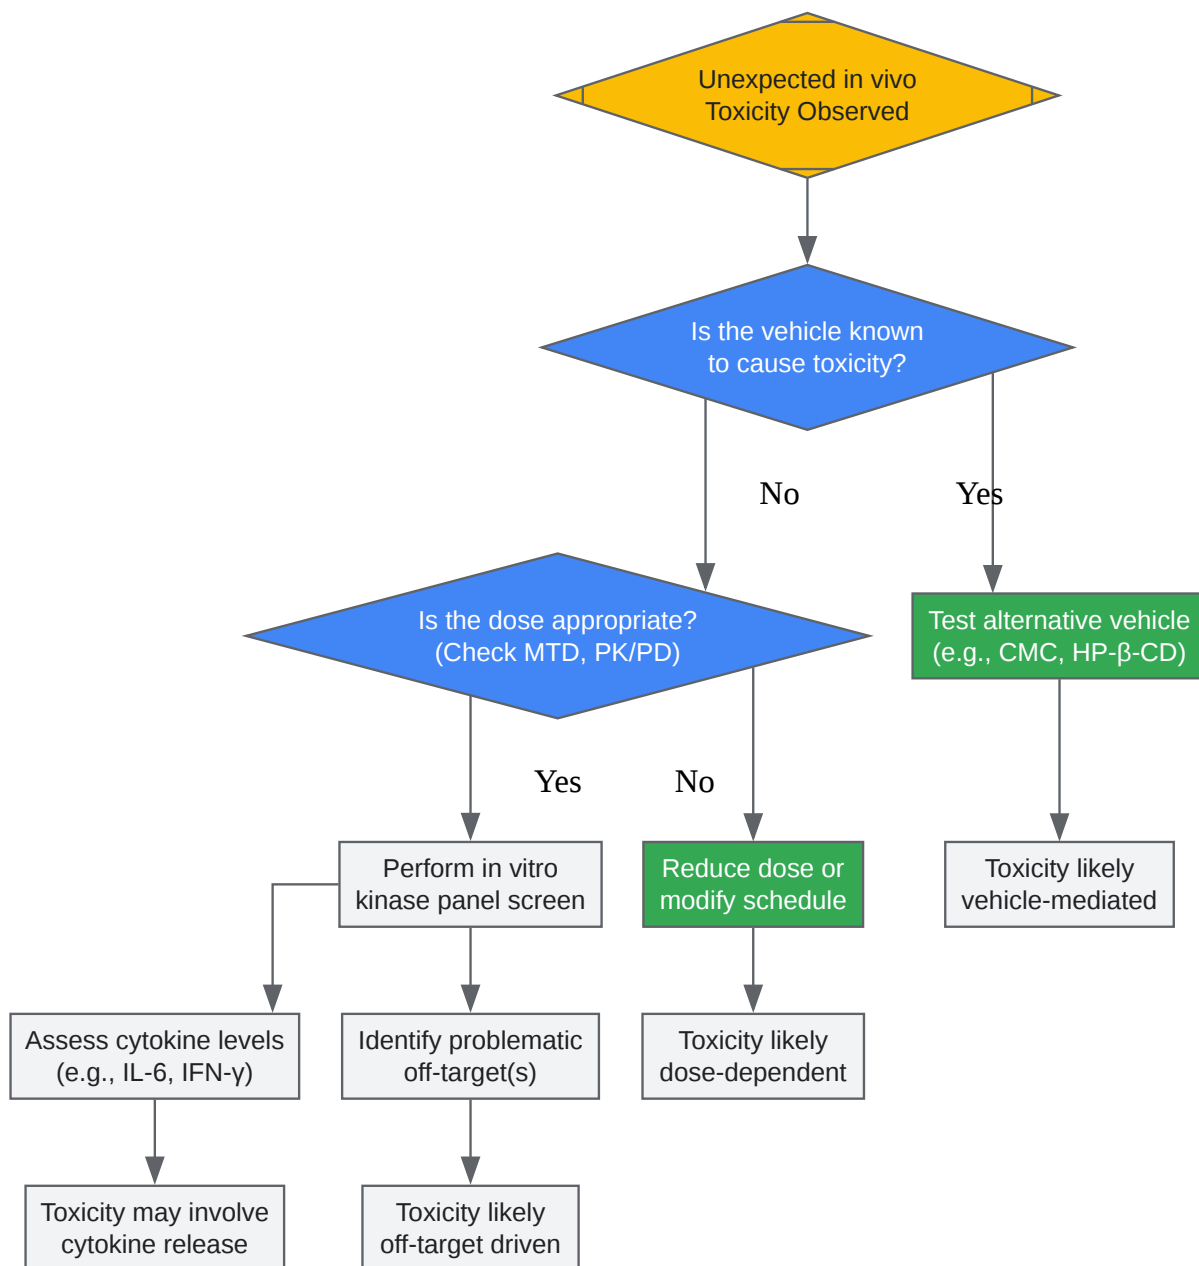 Unexpected in vivo
Toxicity Observed
Is the vehicle known
to cause toxicity?
No
Yes
Is the dose appropriate?
(Check MTD, PK/PD)
Test alternative vehicle
(e.g., CMC, HP-β-CD)
Yes
No
Perform in vitro
kinase panel screen
Reduce dose or
modify schedule
Toxicity likely
vehicle-mediated
Assess cytokine levels
(e.g., IL-6, IFN-γ)
Identify problematic
off-target(s)
Toxicity likely
dose-dependent
Toxicity may involve
cytokine release
Toxicity likely
off-target driven